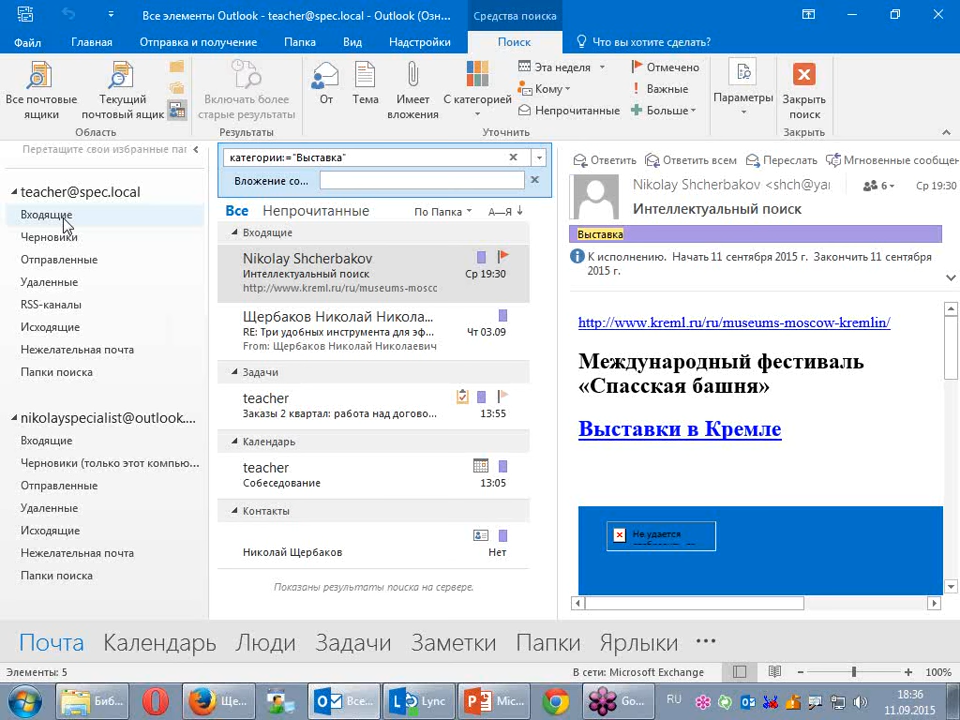 Все элементы Outlook - teacher@spec.local - Outlook (Озн...
Средства поиска
Файл
Главная
Отправка и получение
Папка
Вид
Надстройки
Поиск
Что вы хотите сделать?
Все почтовые
ящики
Текущий
почтовый ящик
Область
Включать более
старые результаты
Результаты
От
Тема
Имеет
вложения
С категорией
Эта неделя
Кому
Непрочитанные
Отмечено
Важные
Больше
Уточнить
Параметры
Закрыть
поиск
Закрыть
Перетащите свои избранные пап
teacher@spec.local
Входящие
Черновики
Отправленные
Удаленные
RSS-каналы
Исходящие
Нежелательная почта
Папки поиска
nikolayspecialist@outlook....
Входящие
Черновики (только этот компью...
Отправленные
Удаленные
Исходящие
Нежелательная почта
Папки поиска
категории:="Выставка"
Вложение со...
Все
Непрочитанные
По Папка
А—Я
Входящие
Nikolay Shcherbakov
Интеллектуальный поиск
Ср 19:30
http://www.kreml.ru/ru/museums-mosco
Щербаков Николай Никола...
RE: Три удобных инструмента для эф...
Чт 03.09
From: Щербаков Николай Николаевич
Задачи
teacher
Заказы 2 квартал: работа над догово...
13:55
Календарь
teacher
Собеседование
13:05
Контакты
Николай Щербаков
Нет
Показаны результаты поиска на сервере.
Ответить
Ответить всем
Переслать
Мгновенные сообщен
Nikolay Shcherbakov <shch@yan
6
Ср 19:30
Интеллектуальный поиск
Выставка
К исполнению. Начать 11 сентября 2015 г. Закончить 11 сентября
2015 г.
http://www.kreml.ru/ru/museums-moscow-kremlin/
Международный фестиваль
«Спасская башня»
Выставки в Кремле
Не удается
Почта
Календарь
Люди
Задачи
Заметки
Папки
Ярлыки
Элементы: 5
В сети: Microsoft Exchange
100%
Биб...
Ще...
Все...
Lync
Mic...
Go...
RU
18:36
11.09.2015